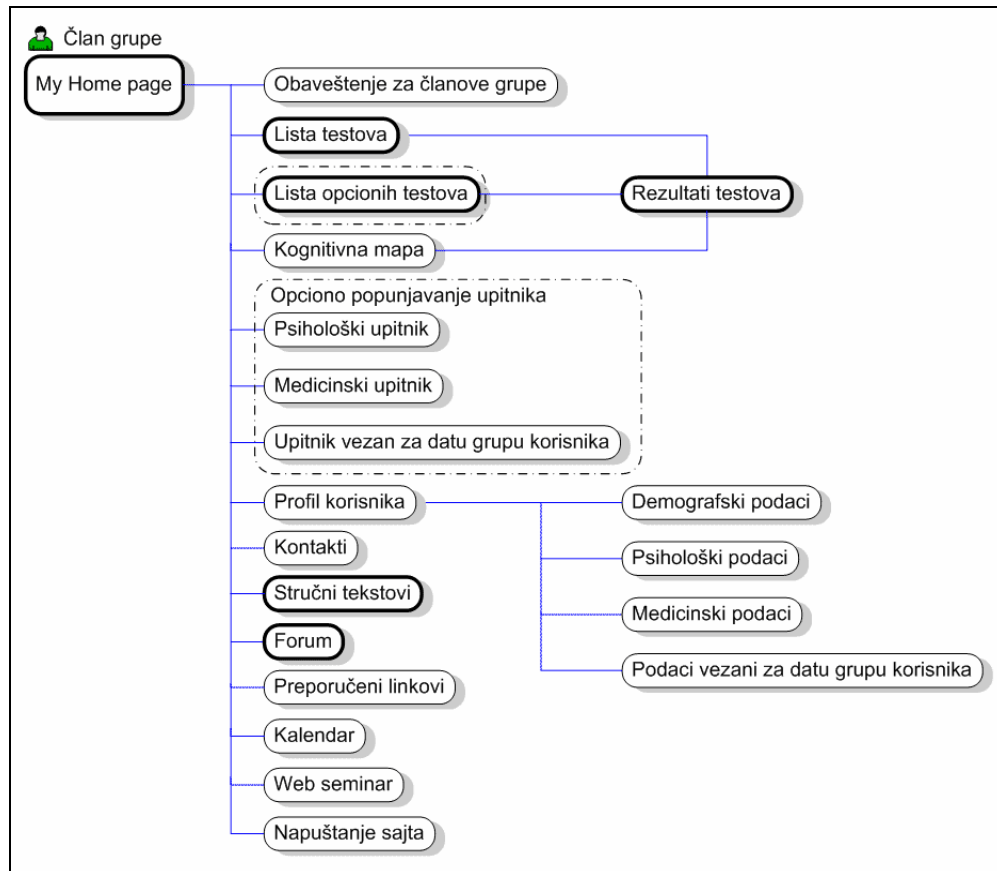 Član grupe
My Home page
Obaveštenje za članove grupe
Lista testova
Lista opcionih testova
Rezultati testova
Kognitivna mapa
Opciono popunjavanje upitnika
Psihološki upitnik
Medicinski upitnik
Upitnik vezan za datu grupu korisnika
Profil korisnika
Demografski podaci
Kontakti
Psihološki podaci
Stručni tekstovi
Medicinski podaci
Forum
Podaci vezani za datu grupu korisnika
Preporučeni linkovi
Kalendar
Web seminar
Napuštanje sajta